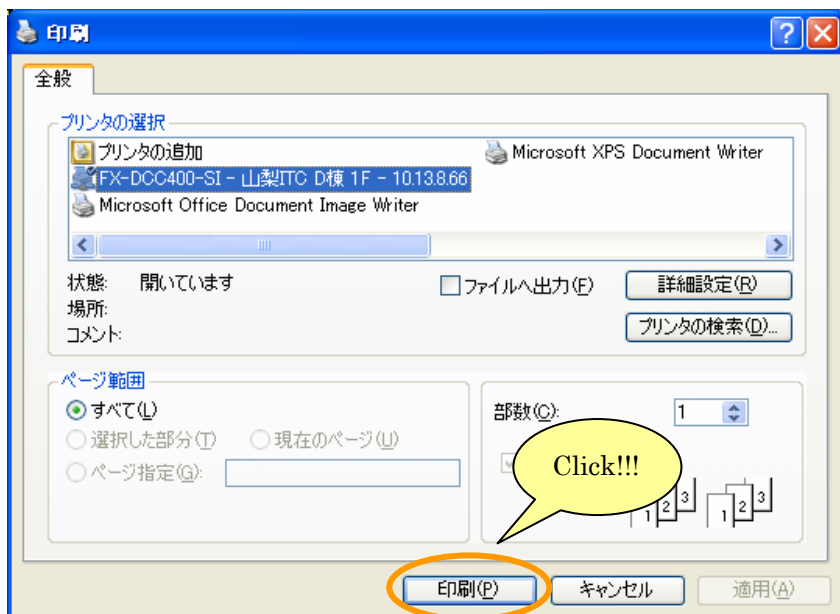 印刷
全般
プリンタの選択
プリンタの追加
Microsoft XPS Document Writer
FX-DCC400-SI - 山梨ITC D棟 1F - 10.13.8.66
Microsoft Office Document Image Writer
状態: 開いています
ファイルへ出力(F)
詳細設定(R)
場所:
コメント:
プリンタの検索(D)...
ページ範囲
すべて(L)
部数(C): 1
選択した部分(T) 現在のページ(U)
ページ指定(G):
Click!!!
1 2 3 1 2 3
印刷(P) キャンセル 適用(A)